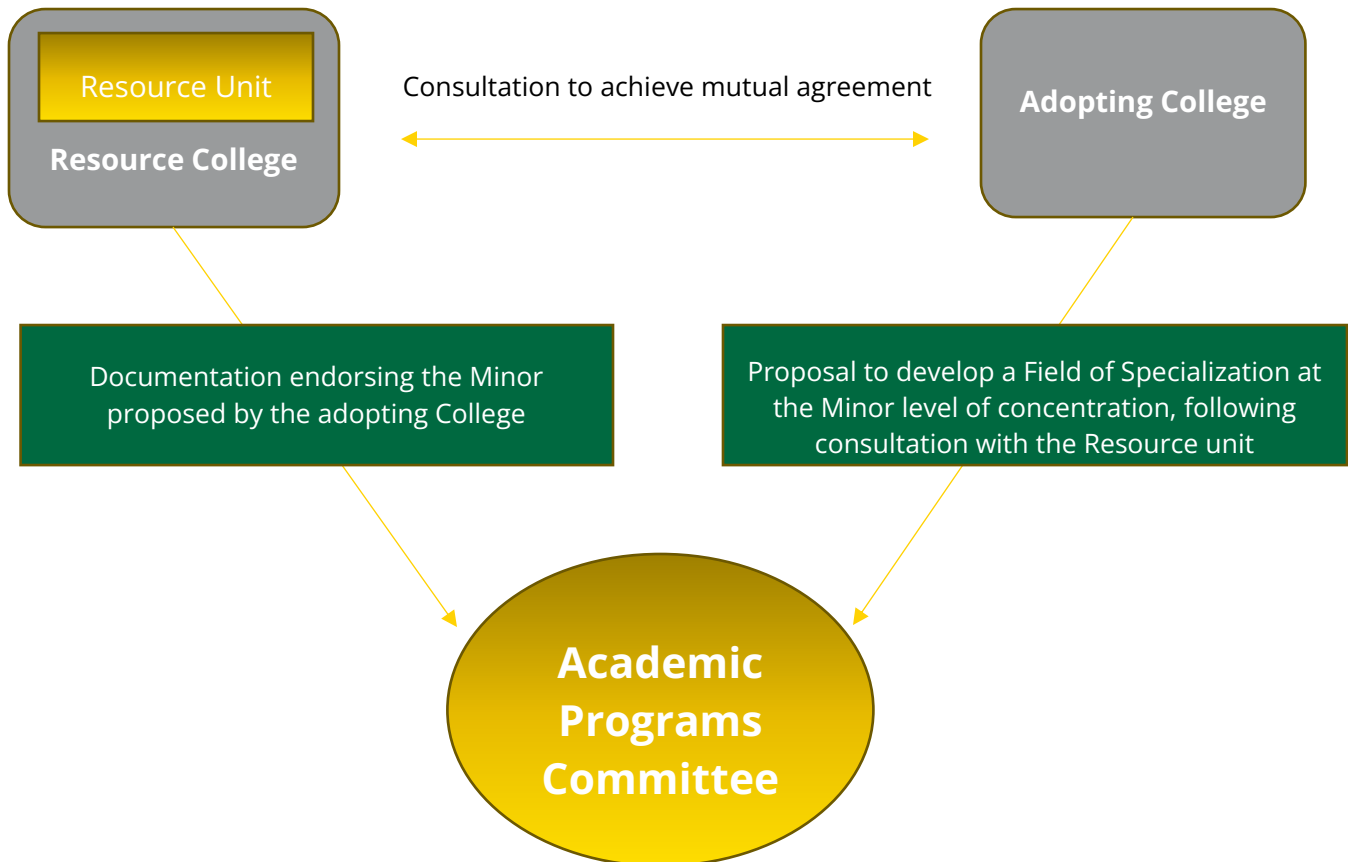 Resource Unit
Resource College
Consultation to achieve mutual agreement
Adopting College
Documentation endorsing the Minor
proposed by the adopting College
Proposal to develop a Field of Specialization at
the Minor level of concentration, following
consultation with the Resource unit
Academic
Programs
Committee